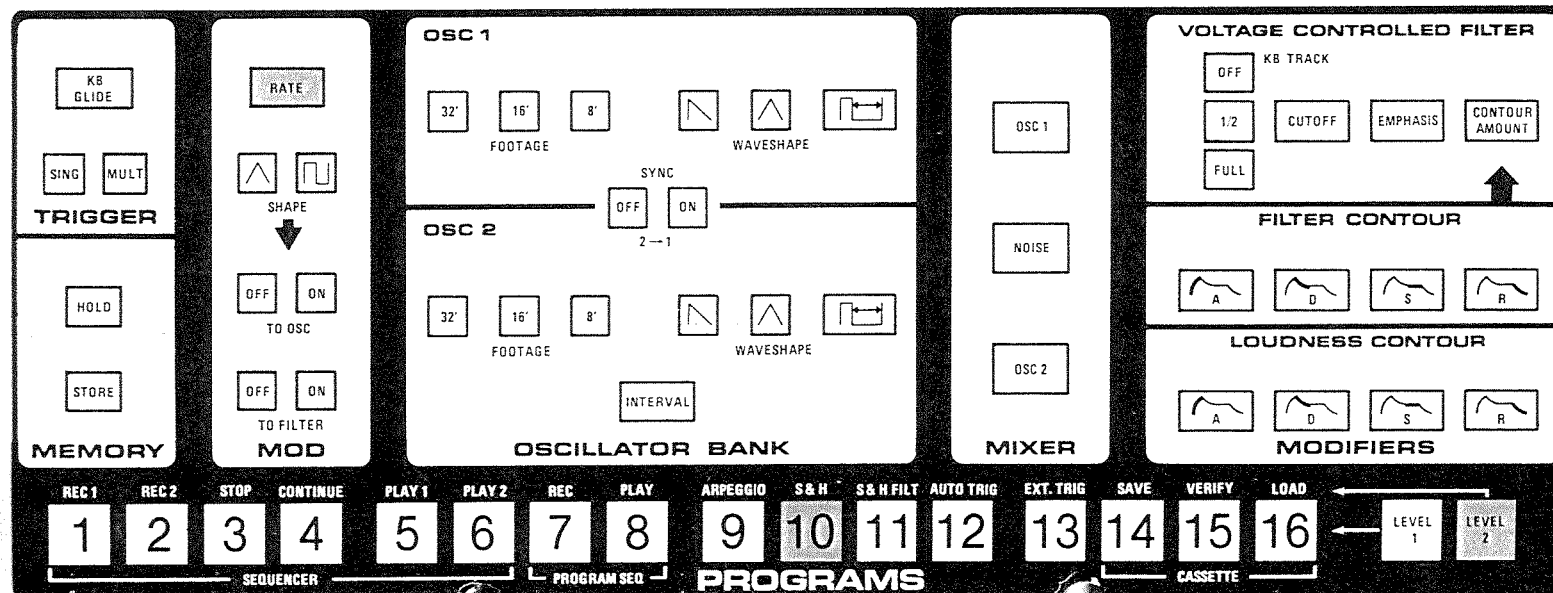 KB
GLIDE
SING MULT
TRIGGER
HOLD
STORE
MEMORY
RATE
SHAPE
OFF ON
TO OSC
OFF ON
TO FILTER
MOD
OSC 1
32' 16' 8'
FOOTAGE WAVESHAPE
SYNC
OFF ON
2→1
OSC 2
32' 16' 8'
FOOTAGE WAVESHAPE
INTERVAL
OSCILLATOR BANK
OSC 1
NOISE
OSC 2
MIXER
VOLTAGE CONTROLLED FILTER
OFF KB TRACK
1/2 CUTOFF EMPHASIS CONTOUR
AMOUNT
FULL
FILTER CONTOUR
A D S R
LOUDNESS CONTOUR
A D S R
MODIFIERS
REC 1 REC 2 STOP CONTINUE PLAY 1 PLAY 2 REC PLAY ARPEGGIO S & H S & H FILT AUTO TRIG EXT. TRIG SAVE VERIFY LOAD
1 2 3 4 5 6 7 8 9 10 11 12 13 14 15 16
LEVEL
1
LEVEL
2
SEQUENCER PROGRAM SEQ PROGRAMS CASSETTE